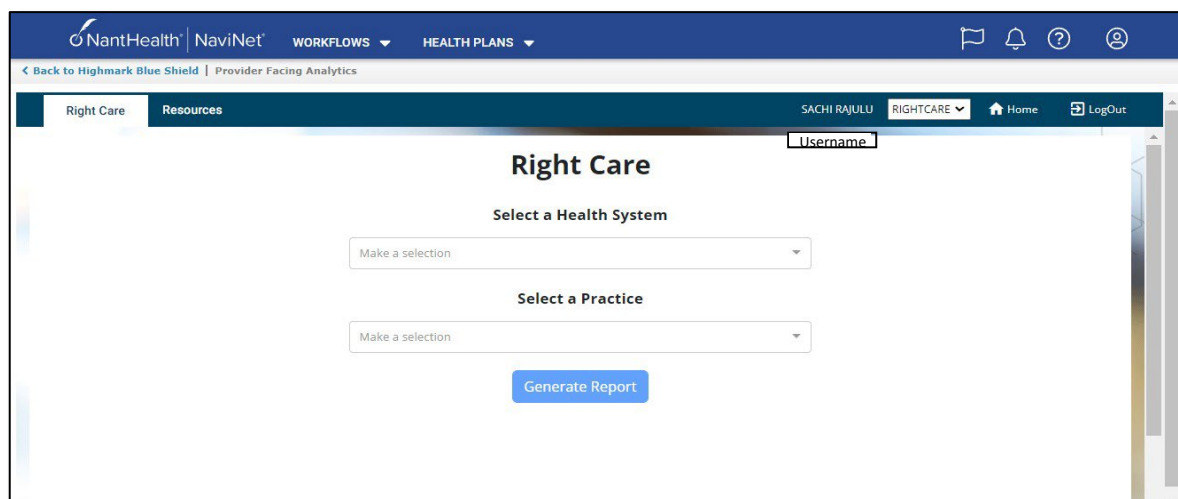 NantHealth® | NaviNet® WORKFLOWS HEALTH PLANS
Back to Highmark Blue Shield | Provider Facing Analytics
Right Care Resources SACHI RAJULU RIGHTCARE Home LogOut
Username
Right Care
Select a Health System
Make a selection
Select a Practice
Make a selection
Generate Report